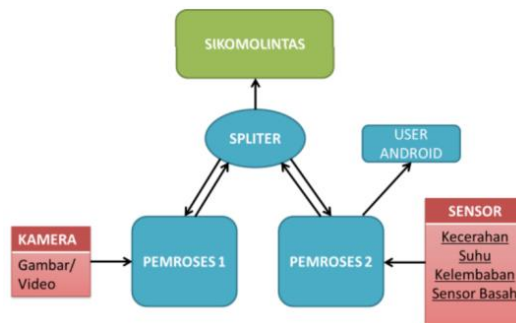 SIKOMOLINTAS
SPLITER
USER
ANDROID
KAMERA
Gambar/
Video
PEMROSES 1
PEMROSES 2
SENSOR
Kecerahan
Suhu
Kelembaban
Sensor Basah